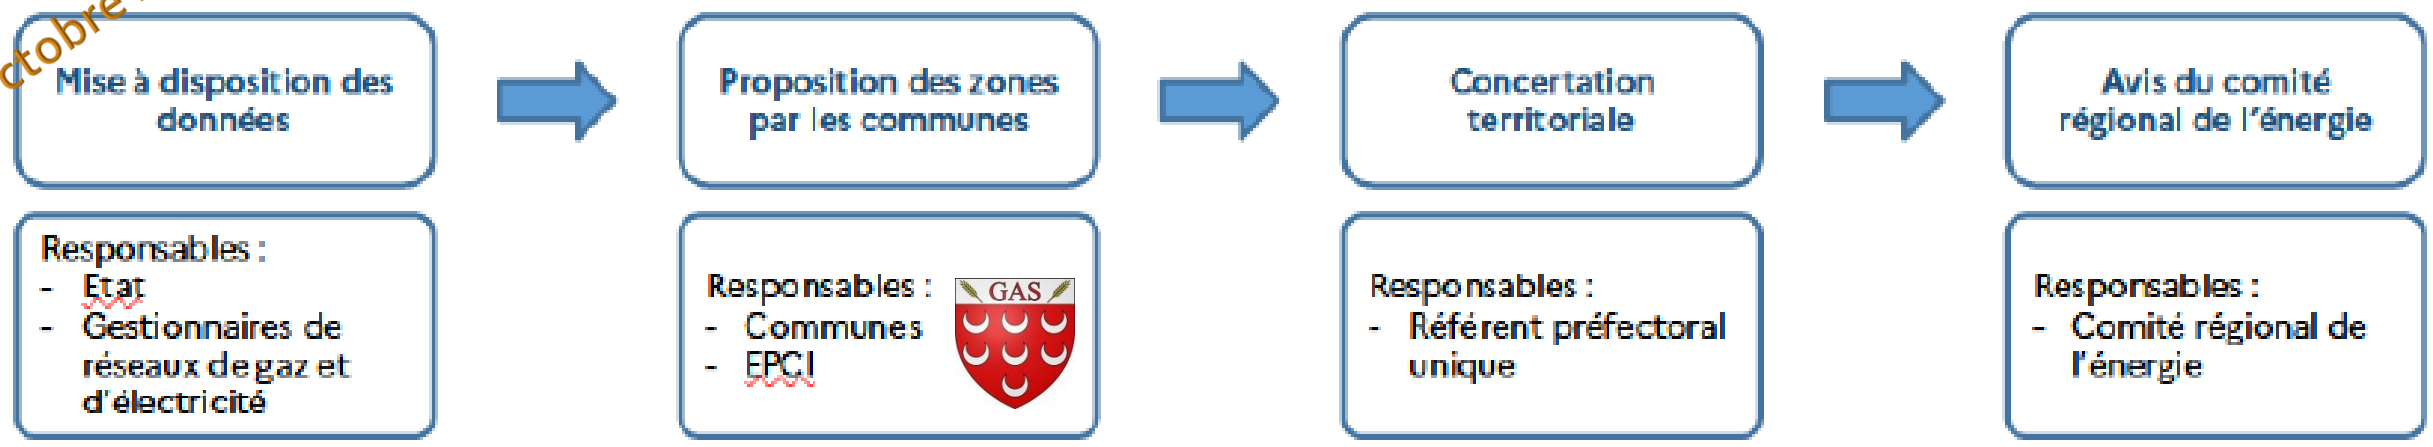 Mise à disposition des
données
Proposition des zones
par les communes
Concertation
territoriale
Avis du comité
régional de l'énergie
Responsables :
- Etat
- Gestionnaires de
réseaux de gaz et
d'électricité
Responsables :
- Communes
- EPCI
GAS
Responsables :
- Référent préfectoral
unique
Responsables :
- Comité régional de
l'énergie